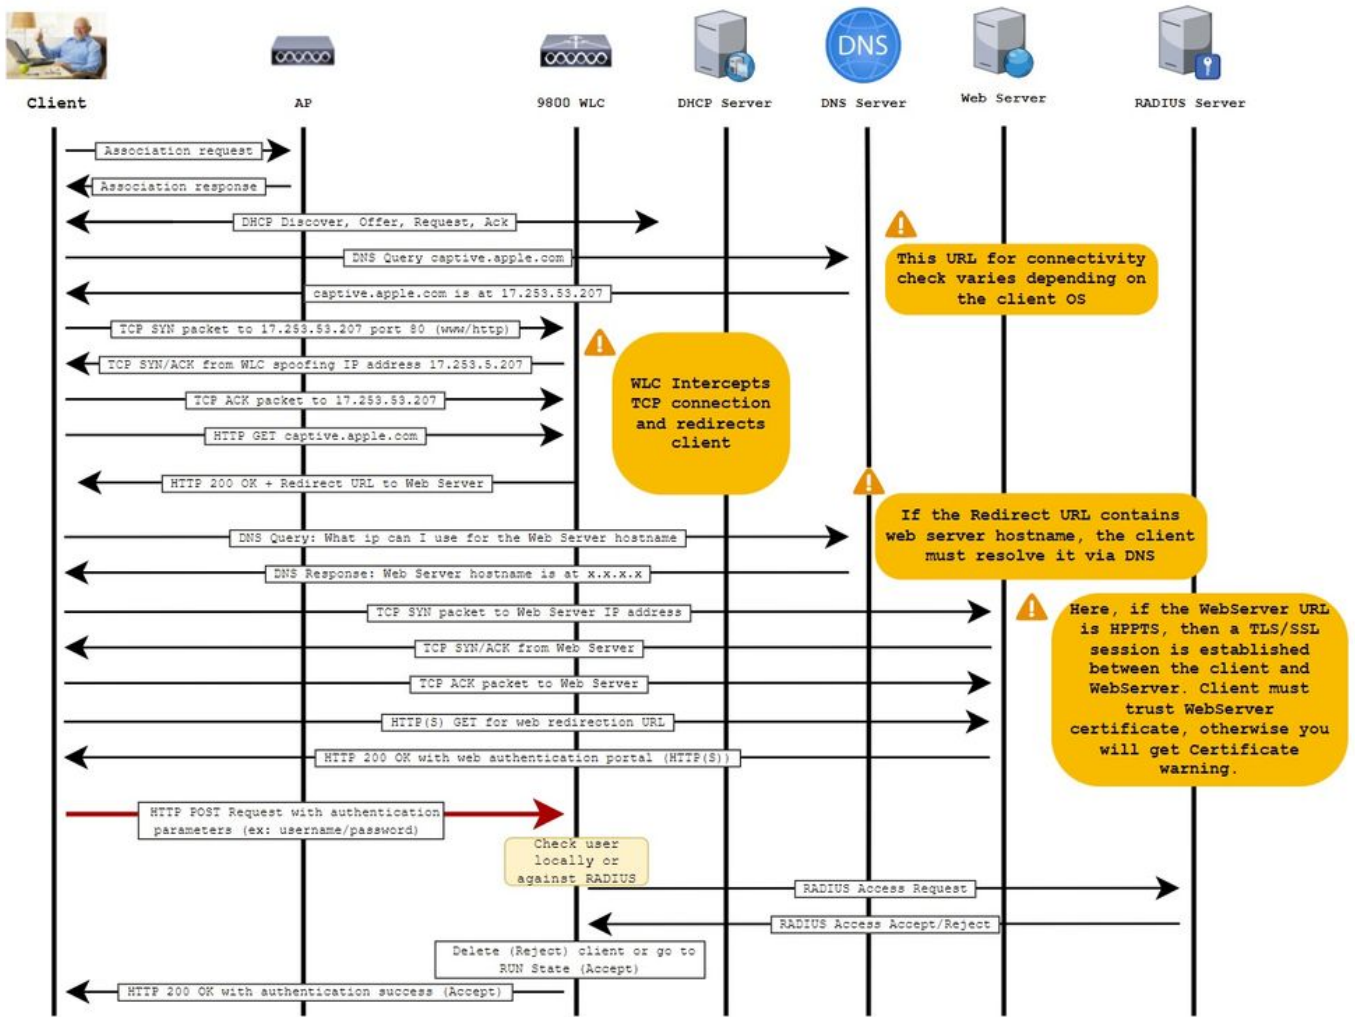 DNS
Client
AP
9800 WLC
DHCP Server
DNS Server
Web Server
RADIUS Server
Association request
Association response
DHCP Discover, Offer, Request, Ack
DNS Query captive.apple.com
This URL for connectivity
check varies depending on
the client OS
captive.apple.com is at 17.253.53.207
TCP SYN packet to 17.253.53.207 port 80 (www/http)
TCP SYN/ACK from WLC spoofing IP address 17.253.5.207
WLC Intercepts
TCP connection
and redirects
client
TCP ACK packet to 17.253.53.207
HTTP GET captive.apple.com
HTTP 200 OK + Redirect URL to Web Server
If the Redirect URL contains
web server hostname, the client
must resolve it via DNS
DNS Query: What ip can I use for the Web Server hostname
DNS Response: Web Server hostname is at x.x.x.x
TCP SYN packet to Web Server IP address
Here, if the WebServer URL
is HPPTS, then a TLS/SSL
session is established
between the client and
WebServer. Client must
trust WebServer
certificate, otherwise you
will get Certificate
warning.
TCP SYN/ACK from Web Server
TCP ACK packet to Web Server
HTTP(S) GET for web redirection URL
HTTP 200 OK with web authentication portal (HTTP(S))
HTTP POST Request with authentication
parameters (ex: username/password)
Check user
locally or
against RADIUS
RADIUS Access Request
RADIUS Access Accept/Reject
Delete (Reject) client or go to
RUN State (Accept)
HTTP 200 OK with authentication success (Accept)